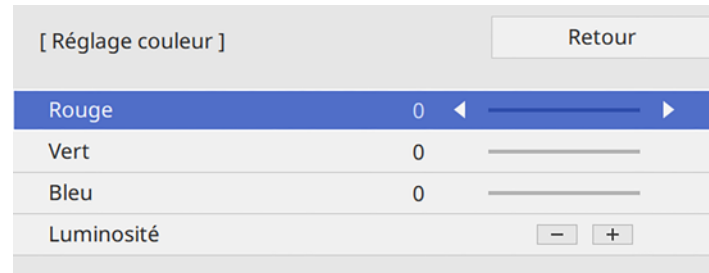 [ Réglage couleur ] Retour
Rouge 0
Vert 0
Bleu 0
Luminosité − +